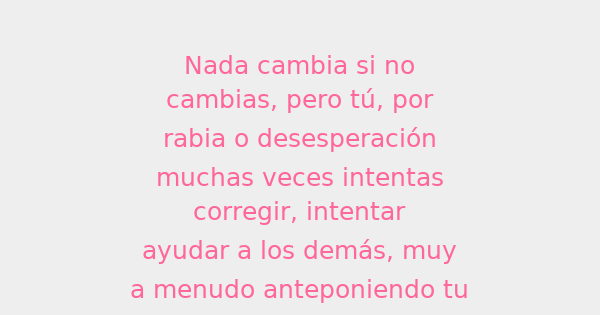 Nada cambia si no
cambias, pero tú, por
rabia o desesperación
muchas veces intentas
corregir, intentar
ayudar a los demás, muy
a menudo anteponiendo tu